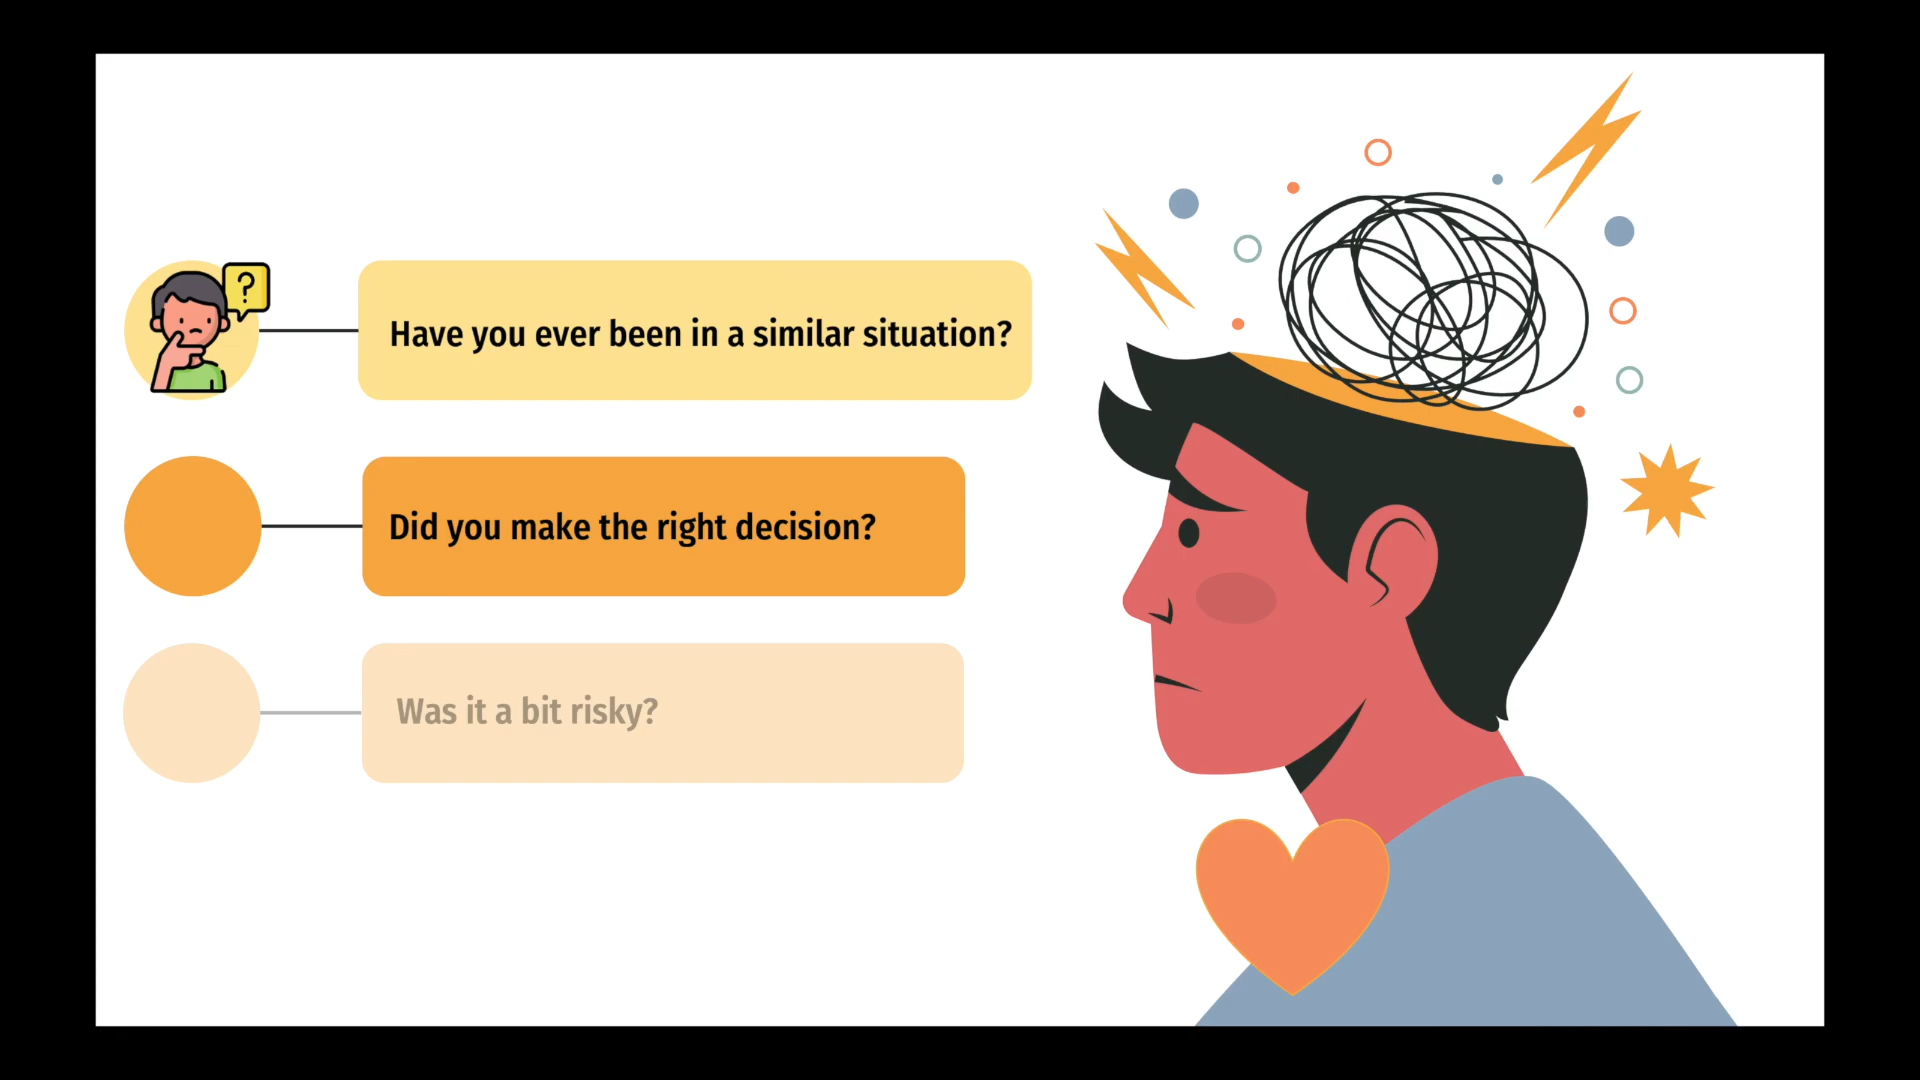 ?
Have you ever been in a similar situation?
Did you make the right decision?
Was it a bit risky?